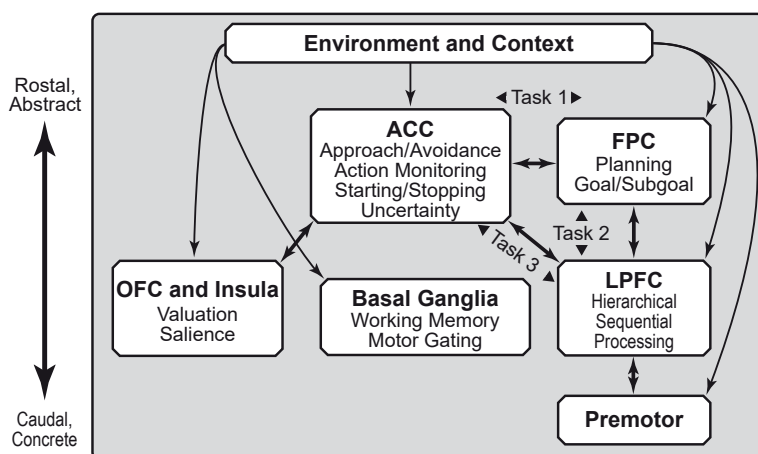 Environment and Context
Rostal,
Abstract
Task 1
ACC
Approach/Avoidance
Action Monitoring
Starting/Stopping
Uncertainty
FPC
Planning
Goal/Subgoal
Task 2
Task 3
OFC and Insula
Valuation
Salience
Basal Ganglia
Working Memory
Motor Gating
LPFC
Hierarchical
Sequential
Processing
Caudal,
Concrete
Premotor